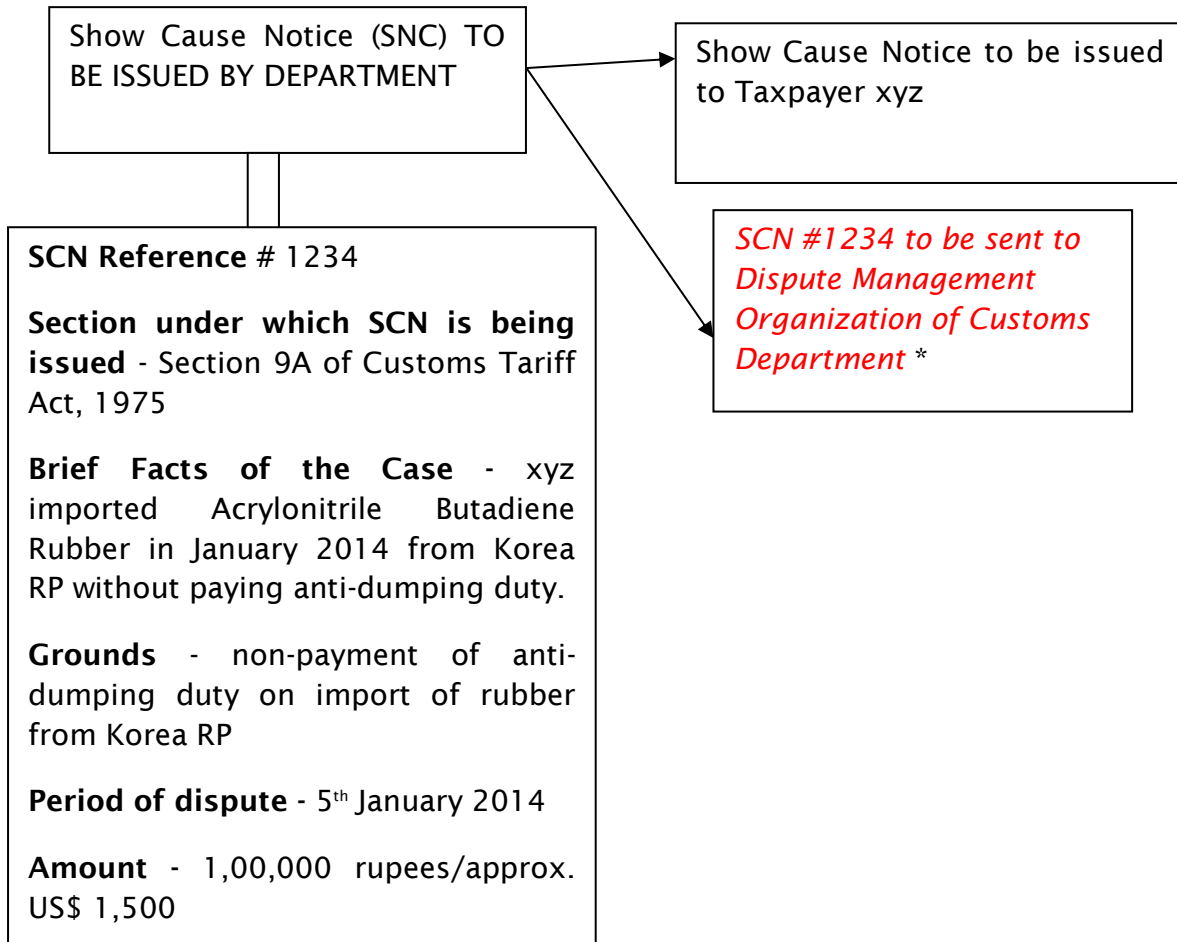 Show Cause Notice (SNC) TO
BE ISSUED BY DEPARTMENT
Show Cause Notice to be issued
to Taxpayer xyz
SCN #1234 to be sent to
Dispute Management
Organization of Customs
Department *
SCN Reference # 1234
Section under which SCN is being
issued - Section 9A of Customs Tariff
Act, 1975
Brief Facts of the Case - xyz
imported Acrylonitrile Butadiene
Rubber in January 2014 from Korea
RP without paying anti-dumping duty.
Grounds - non-payment of anti-
dumping duty on import of rubber
from Korea RP
Period of dispute - 5th January 2014
Amount - 1,00,000 rupees/approx.
US$ 1,500